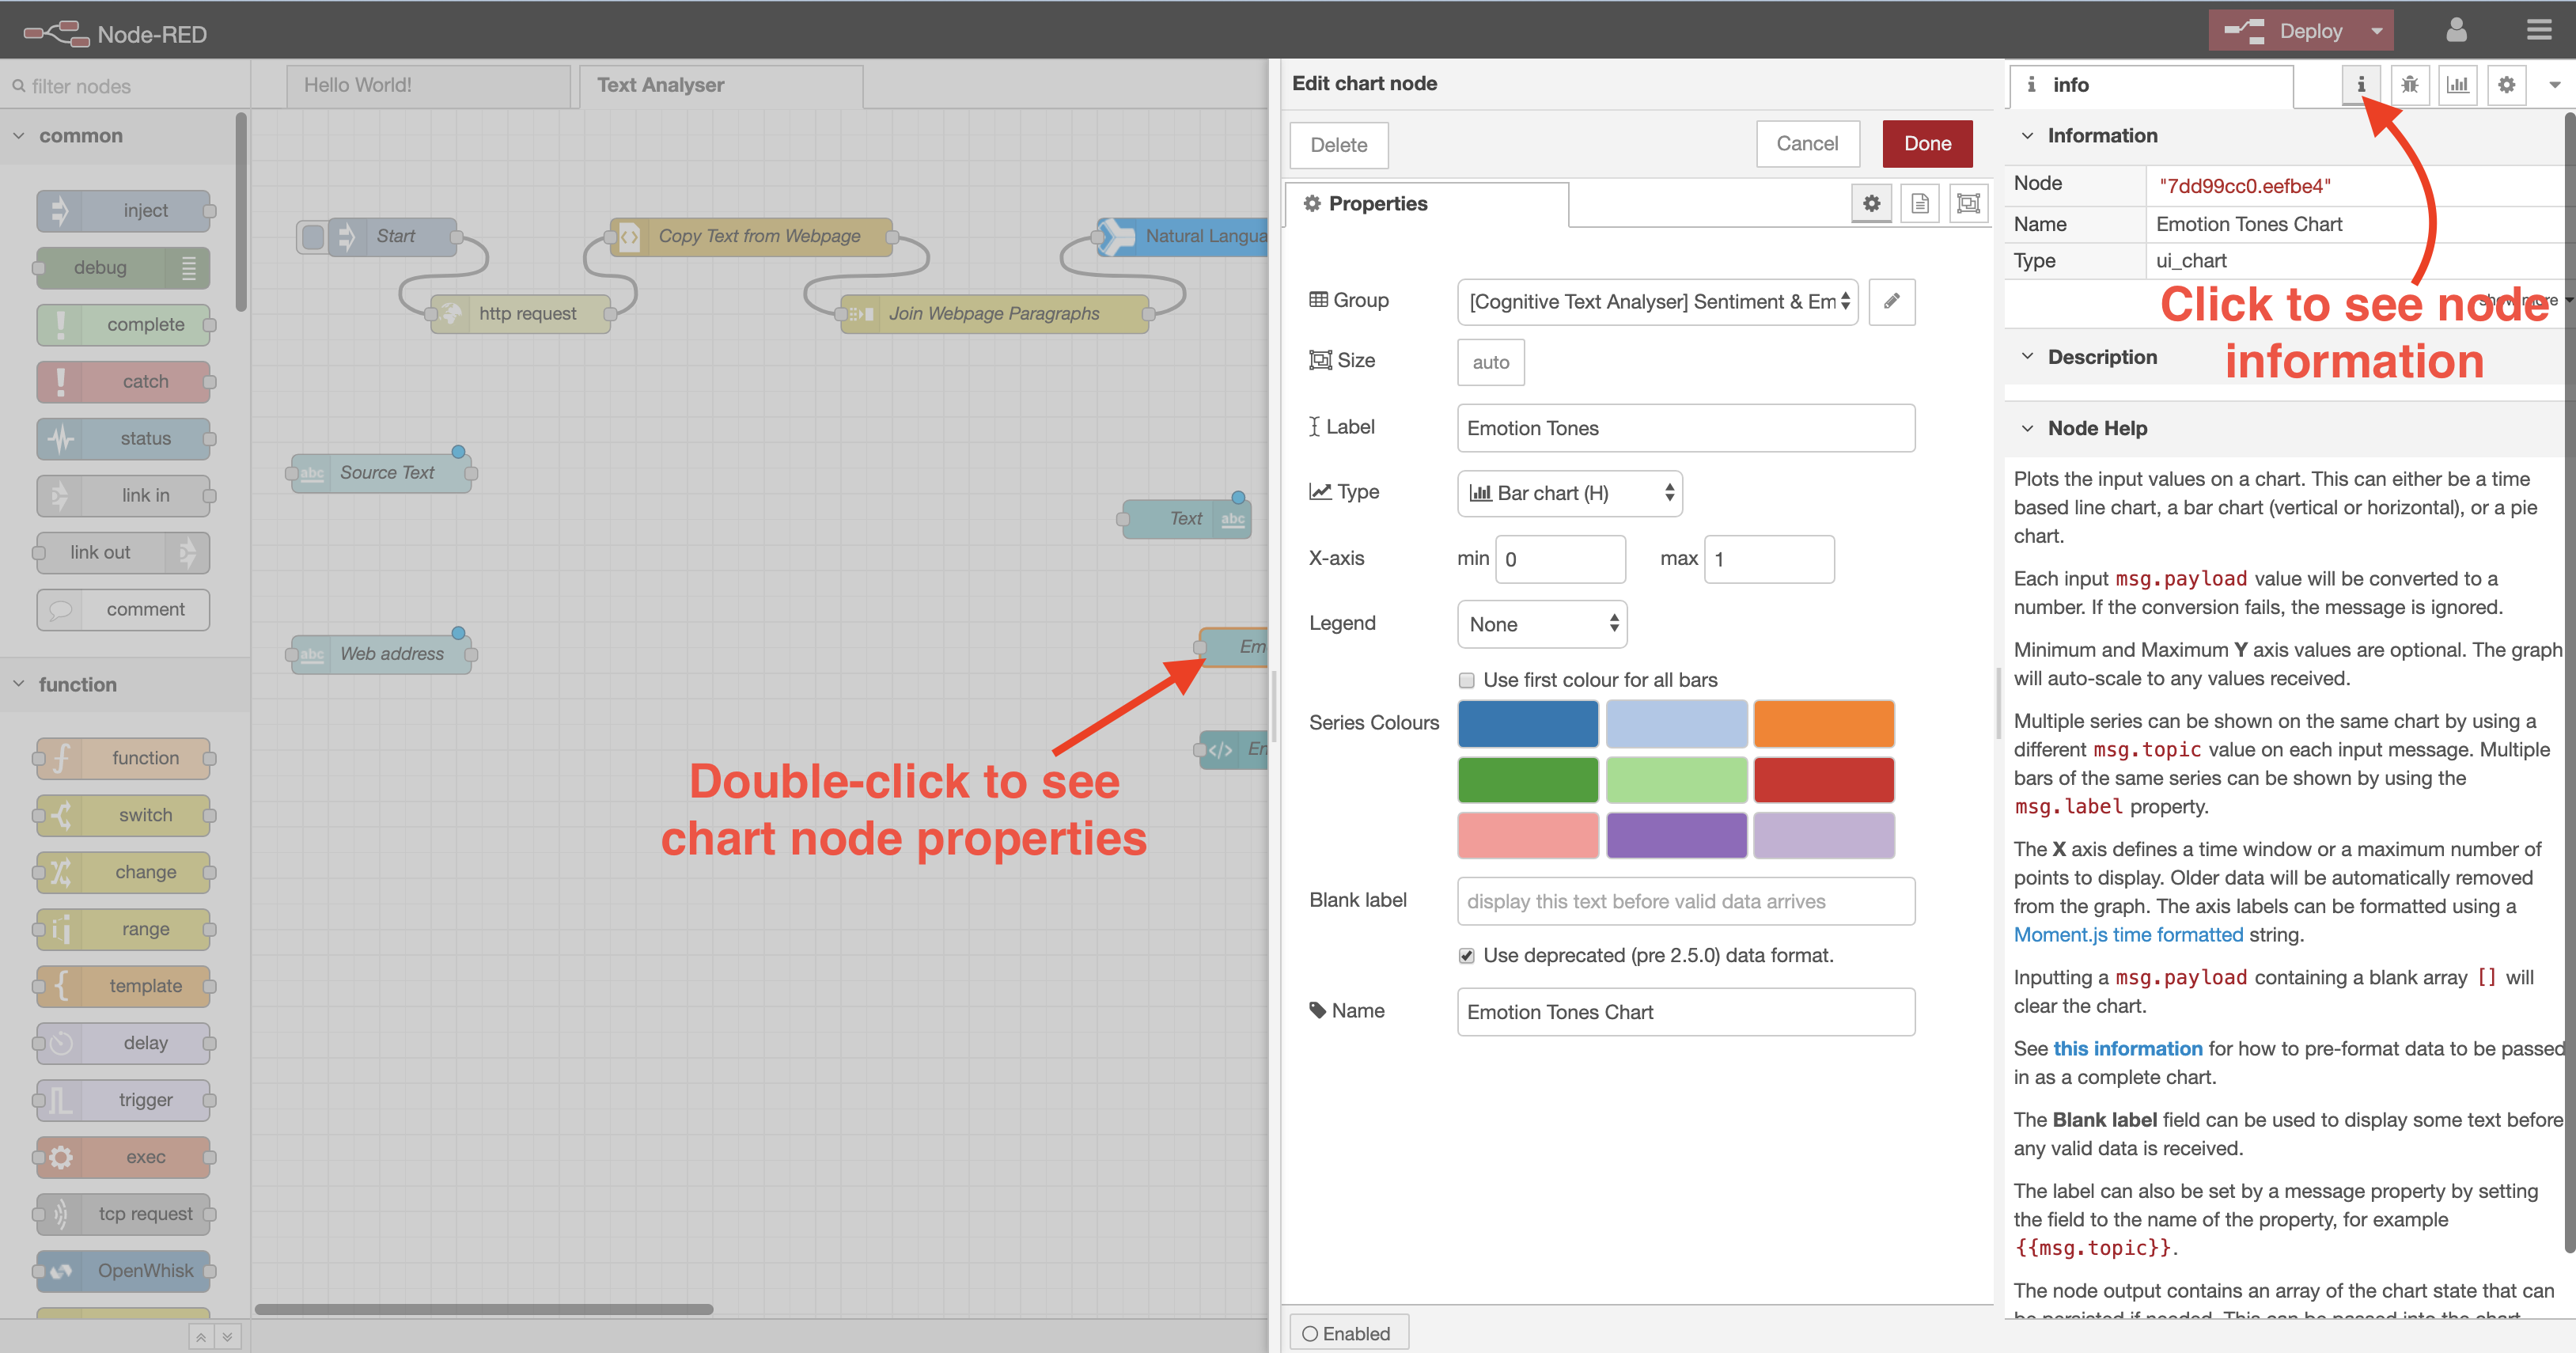 Node-RED
Deploy
filter nodes
Hello World!
Text Analyser
common
inject
debug
complete
catch
status
link in
link out
comment
function
function
switch
change
range
template
delay
trigger
exec
tcp request
OpenWhisk
Start
http request
Copy Text from Webpage
Join Webpage Paragraphs
Natural Langua
abc Source Text
Text abc
abc Web address
Em
En
Double-click to see
chart node properties
Edit chart node
Delete
Cancel
Done
Properties
Group
[Cognitive Text Analyser] Sentiment & Em
Size
auto
Label
Emotion Tones
Type
Bar chart (H)
X-axis
min 0
max 1
Legend
None
Use first colour for all bars
Series Colours
Blank label
display this text before valid data arrives
Use deprecated (pre 2.5.0) data format.
Name
Emotion Tones Chart
Enabled
info
Information
Node "7dd99cc0.eefbe4"
Name Emotion Tones Chart
Type ui_chart
show more
Click to see node
information
Description
Node Help
Plots the input values on a chart. This can either be a time
based line chart, a bar chart (vertical or horizontal), or a pie
chart.
Each input msg.payload value will be converted to a
number. If the conversion fails, the message is ignored.
Minimum and Maximum Y axis values are optional. The graph
will auto-scale to any values received.
Multiple series can be shown on the same chart by using a
different msg.topic value on each input message. Multiple
bars of the same series can be shown by using the
msg.label property.
The X axis defines a time window or a maximum number of
points to display. Older data will be automatically removed
from the graph. The axis labels can be formatted using a
Moment.js time formatted string.
Inputting a msg.payload containing a blank array [] will
clear the chart.
See this information for how to pre-format data to be passed
in as a complete chart.
The Blank label field can be used to display some text before
any valid data is received.
The label can also be set by a message property by setting
the field to the name of the property, for example
{{msg.topic}}.
The node output contains an array of the chart state that can
be persisted if needed. This can be passed into the chart